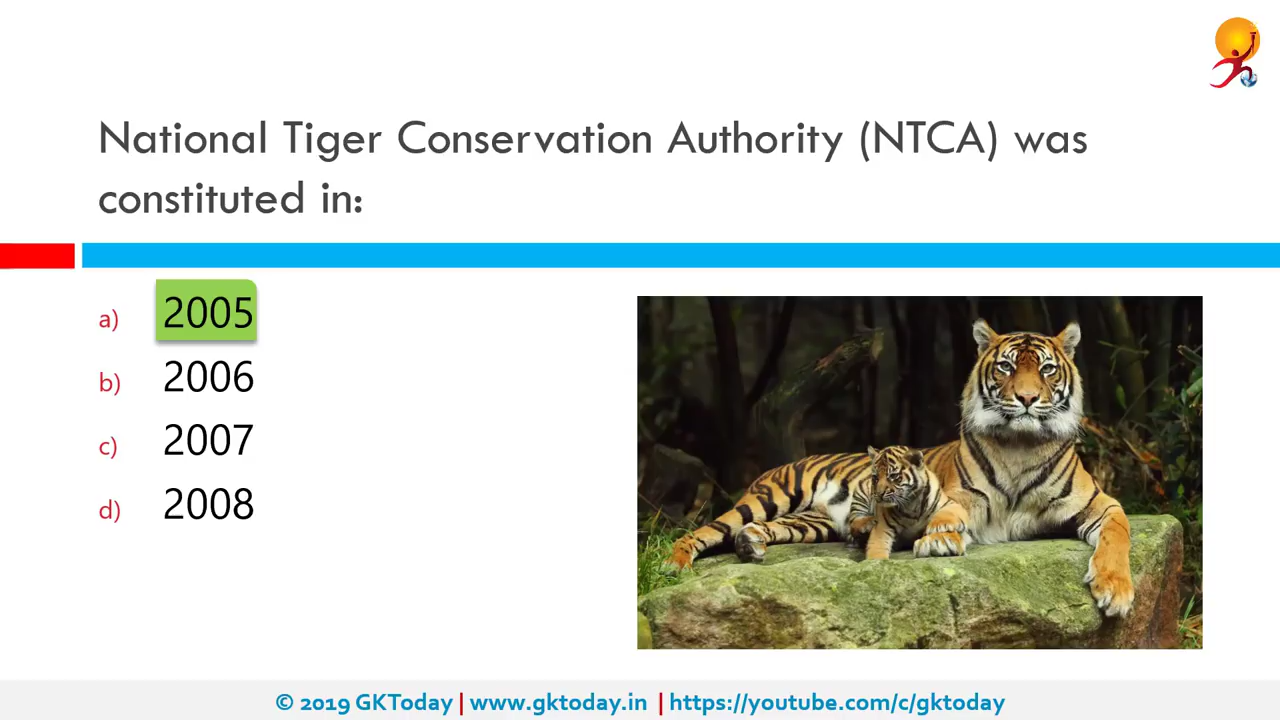 National Tiger Conservation Authority (NTCA) was
constituted in:
a) 2005
b) 2006
c) 2007
d) 2008
© 2019 GKToday | www.gktoday.in | https://youtube.com/c/gktoday